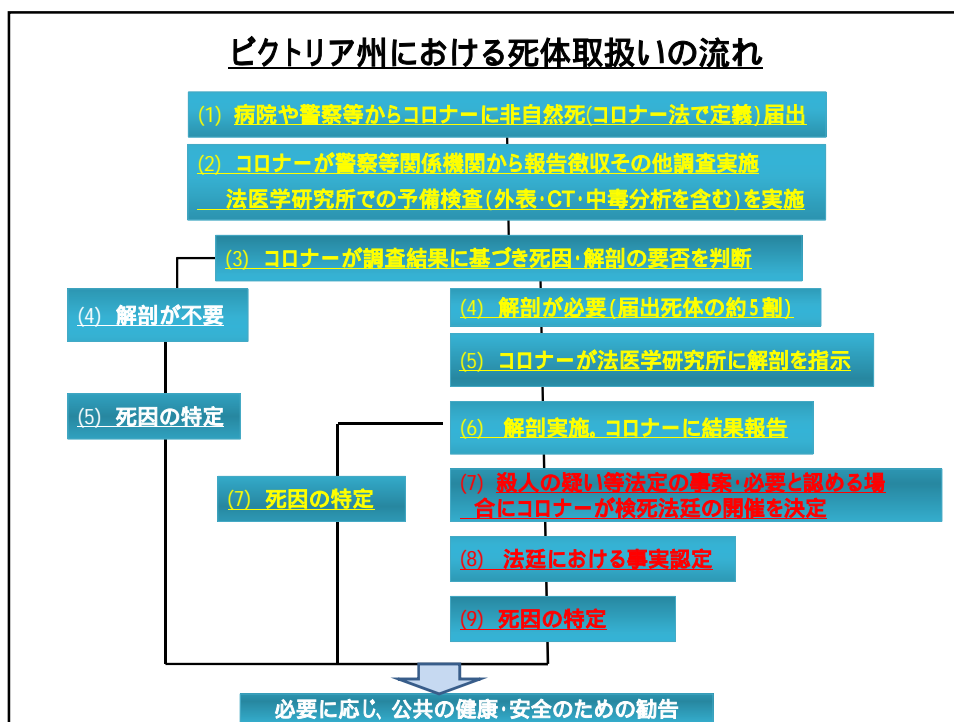 ビクトリア州における死体取扱いの流れ
(1) 病院や警察等からコロナーに非自然死(コロナー法で定義)届出
(2) コロナーが警察等関係機関から報告徴収その他調査実施
法医学研究所での予備検査(外表・CT・中毒分析を含む)を実施
(3) コロナーが調査結果に基づき死因・解剖の要否を判断
(4) 解剖が不要
(5) 死因の特定
(4) 解剖が必要(届出死体の約5割)
(5) コロナーが法医学研究所に解剖を指示
(6) 解剖実施。コロナーに結果報告
(7) 死因の特定
(7) 殺人の疑い等法定の事案・必要と認める場
合にコロナーが検死法廷の開催を決定
(8) 法廷における事実認定
(9) 死因の特定
必要に応じ、公共の健康・安全のための勧告